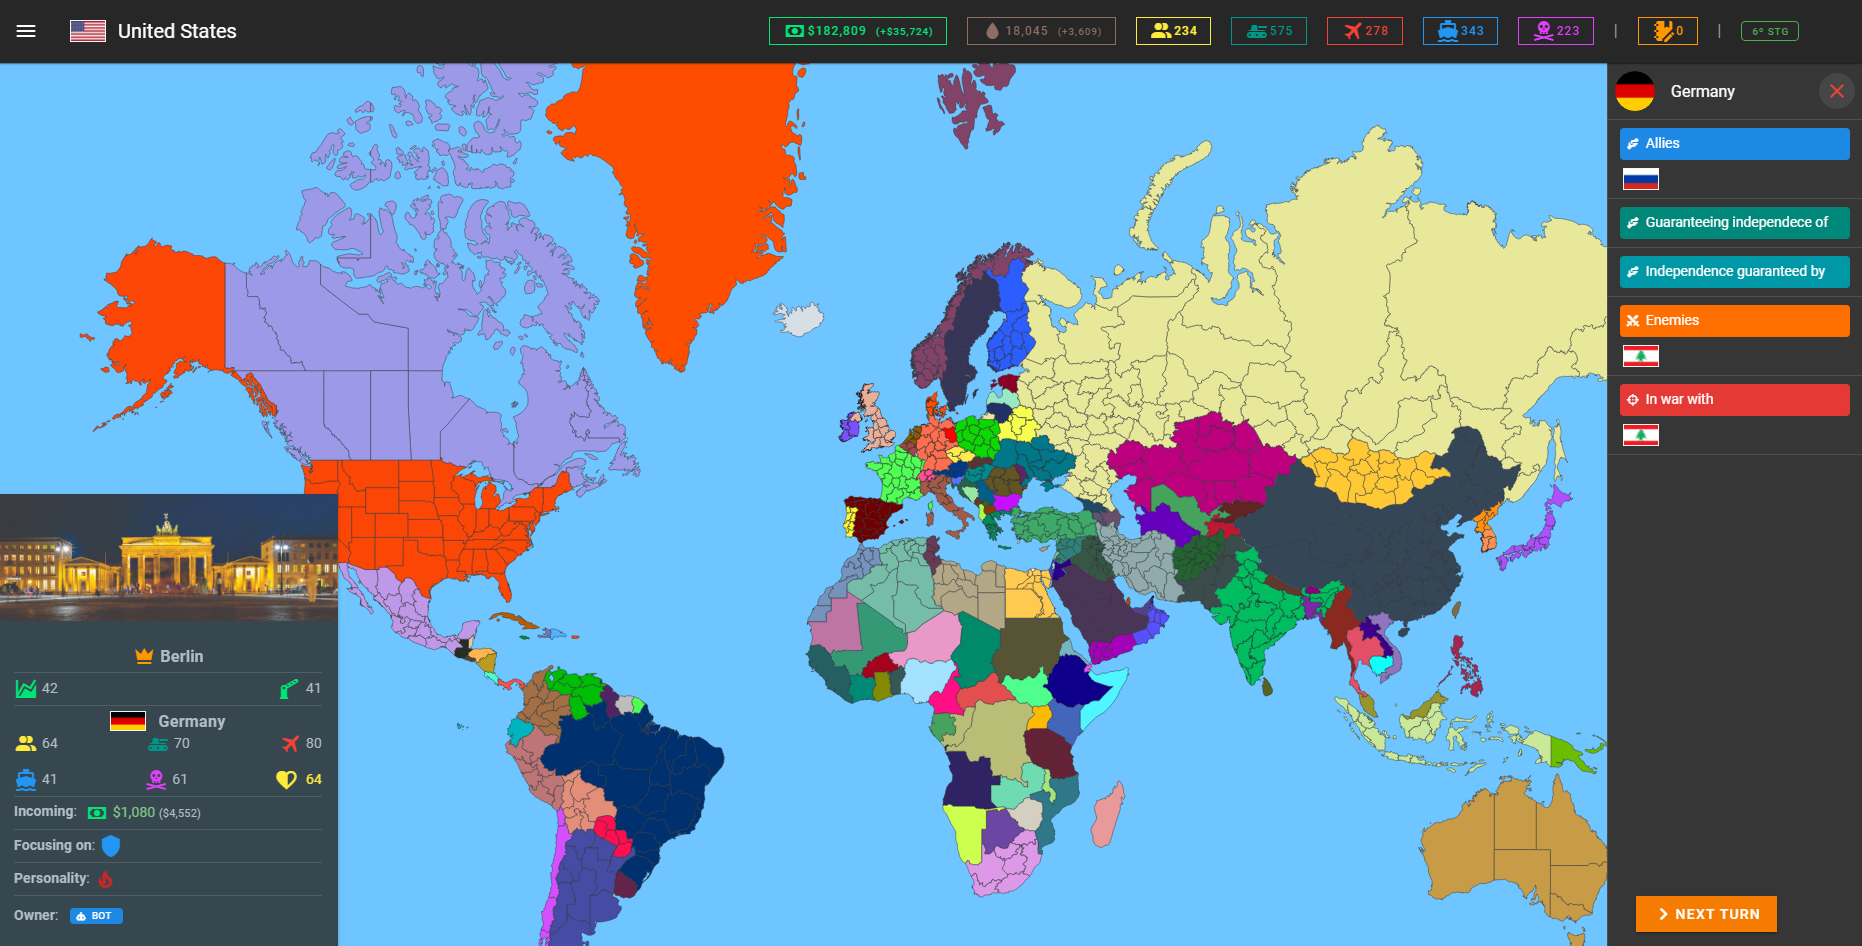 United States
$182,809 (+$35,724)
18,045 (+3,609)
234
575
278
343
223
|
0
|
6º STG
Germany
Allies
Guaranteeing independece of
Independence guaranteed by
Enemies
In war with
Berlin
42
41
Germany
64
70
80
41
61
64
Incoming: $1,080 ($4,552)
Focusing on:
Personality:
Owner: BOT
NEXT TURN